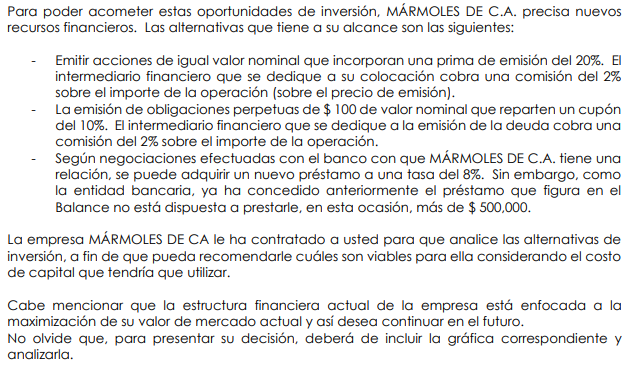 Para poder acometer estas oportunidades de inversión, MÁRMOLES DE C.A. precisa nuevos
recursos financieros. Las alternativas que tiene a su alcance son las siguientes:
- Emitir acciones de igual valor nominal que incorporan una prima de emisión del 20%. El
intermediario financiero que se dedique a su colocación cobra una comisión del 2%
sobre el importe de la operación (sobre el precio de emisión).
- La emisión de obligaciones perpetuas de $ 100 de valor nominal que reparten un cupón
del 10%. El intermediario financiero que se dedique a la emisión de la deuda cobra una
comisión del 2% sobre el importe de la operación.
- Según negociaciones efectuadas con el banco con que MÁRMOLES DE C.A. tiene una
relación, se puede adquirir un nuevo préstamo a una tasa del 8%. Sin embargo, como
la entidad bancaria, ya ha concedido anteriormente el préstamo que figura en el
Balance no está dispuesta a prestarle, en esta ocasión, más de $ 500,000.
La empresa MÁRMOLES DE CA le ha contratado a usted para que analice las alternativas de
inversión, a fin de que pueda recomendarle cuáles son viables para ella considerando el costo
de capital que tendría que utilizar.
Cabe mencionar que la estructura financiera actual de la empresa está enfocada a la
maximización de su valor de mercado actual y así desea continuar en el futuro.
No olvide que, para presentar su decisión, deberá de incluir la gráfica correspondiente y
analizarla.